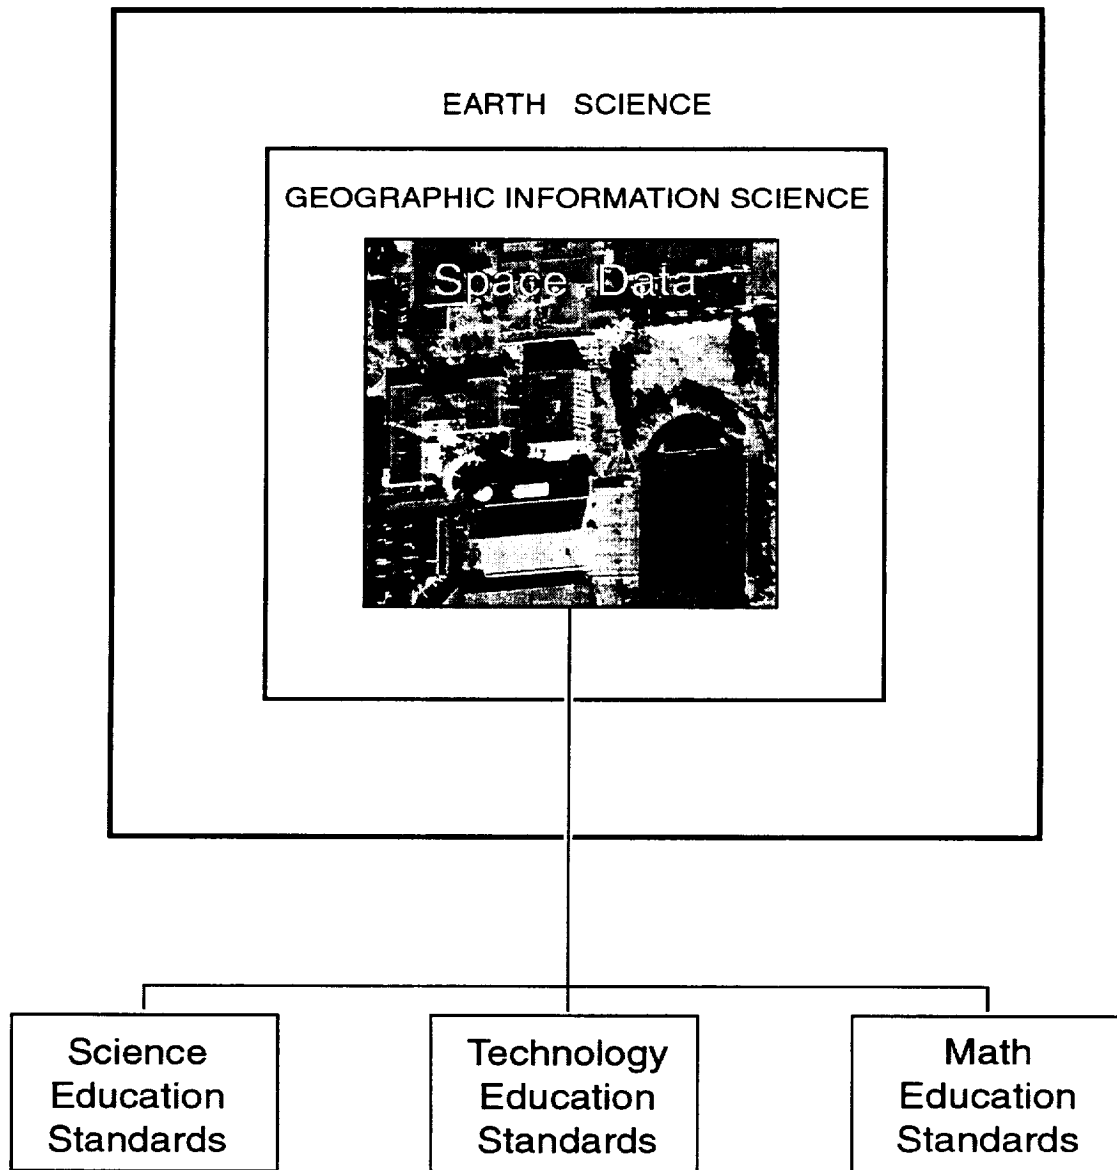 EARTH SCIENCE
GEOGRAPHIC INFORMATION SCIENCE
Space Data
Science
Education
Standards
Technology
Education
Standards
Math
Education
Standards